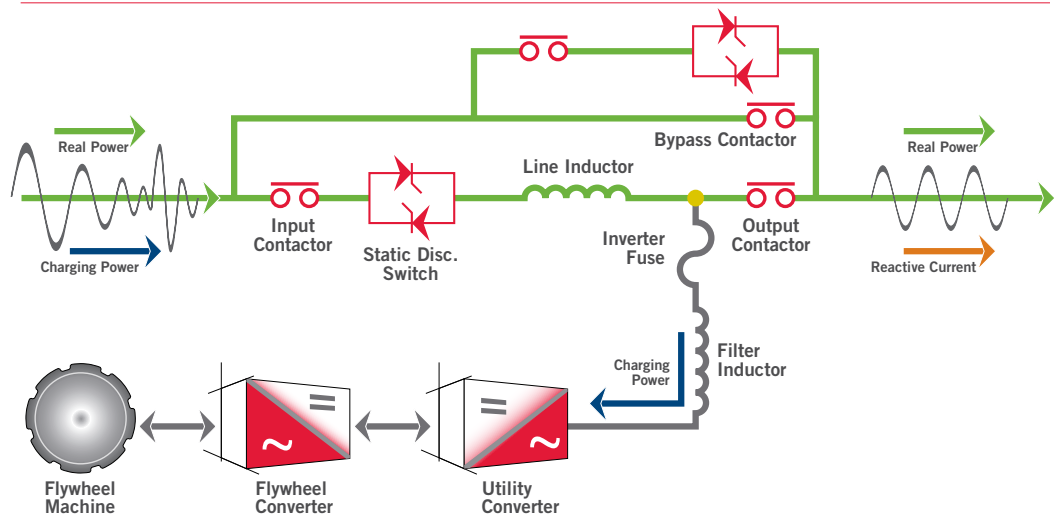 Real Power
Charging Power
Input
Contactor
Static Disc.
Switch
Line Inductor
Bypass Contactor
Inverter
Fuse
Output
Contactor
Real Power
Reactive Current
Charging
Power
Filter
Inductor
Flywheel
Machine
Flywheel
Converter
Utility
Converter